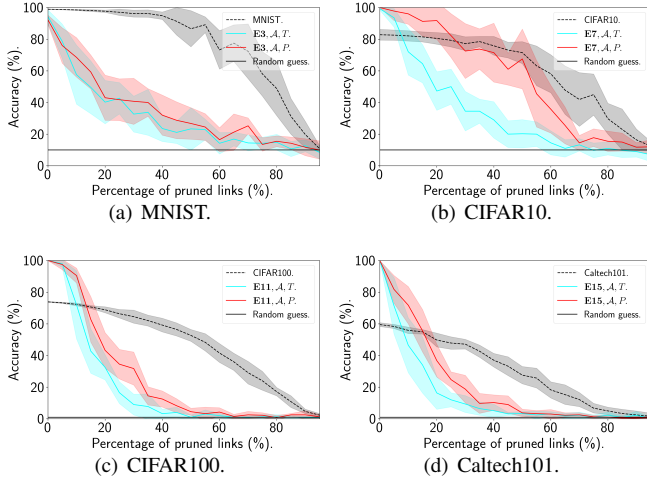 100
80
60
40
20
0
Accuracy (%).
0 20 40 60 80
Percentage of pruned links (%).
MNIST.
E3, A, T.
E3, A, P.
Random guess.
(a) MNIST.
100
80
60
40
20
0
Accuracy (%).
0 20 40 60 80
Percentage of pruned links (%).
CIFAR10.
E7, A, T.
E7, A, P.
Random guess.
(b) CIFAR10.
100
80
60
40
20
0
Accuracy (%).
0 20 40 60 80
Percentage of pruned links (%).
CIFAR100.
E11, A, T.
E11, A, P.
Random guess.
(c) CIFAR100.
100
80
60
40
20
0
Accuracy (%).
0 20 40 60 80
Percentage of pruned links (%).
Caltech101.
E15, A, T.
E15, A, P.
Random guess.
(d) Caltech101.